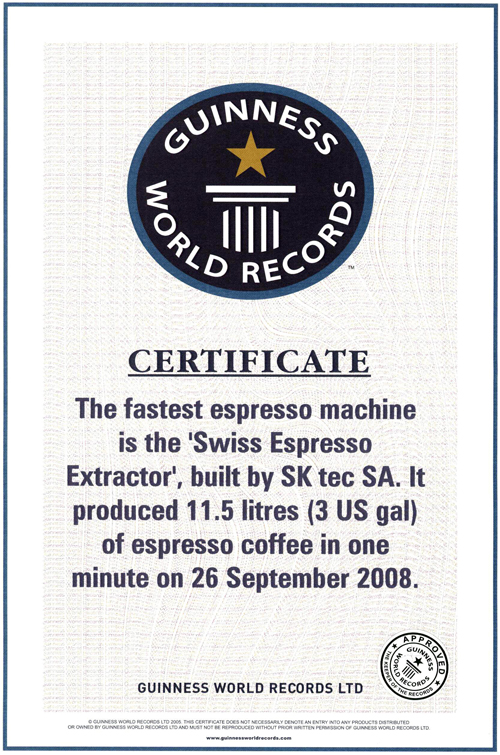 GUINNESS
WORLD RECORDS
™
CERTIFICATE
The fastest espresso machine
is the 'Swiss Espresso
Extractor', built by SK tec SA. It
produced 11.5 litres (3 US gal)
of espresso coffee in one
minute on 26 September 2008.
APPROVED
GUINNESS
WORLD RECORDS
THE KEEPER OF THE RECORDS
GUINNESS WORLD RECORDS LTD
© GUINNESS WORLD RECORDS LTD 2005. THIS CERTIFICATE DOES NOT NECESSARILY DENOTE AN ENTRY INTO ANY PRODUCTS DISTRIBUTED
OR OWNED BY GUINNESS WORLD RECORDS LTD AND MUST NOT BE REPRODUCED WITHOUT PRIOR WRITTEN PERMISSION OF GUINNESS WORLD RECORDS LTD
www.guinnessworldrecords.com